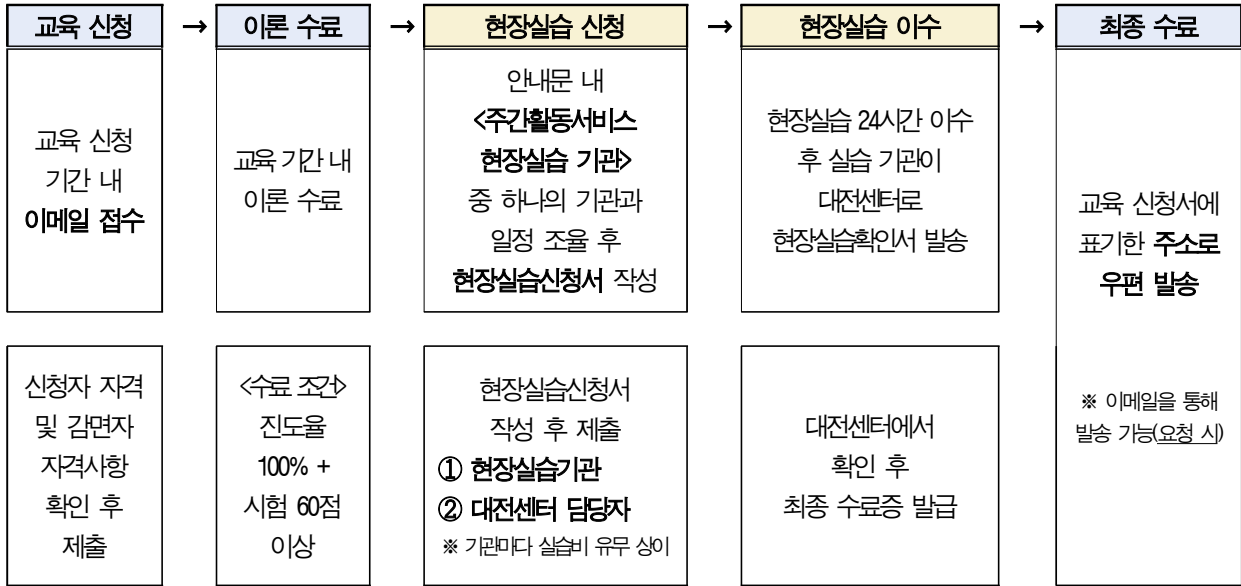 교육 신청 → 이론 수료 → 현장실습 신청 → 현장실습 이수 → 최종 수료
교육 신청
기간 내
이메일 접수
교육 기간 내
이론 수료
안내문 내
<주간활동서비스
현장실습 기관>
중 하나의 기관과
일정 조율 후
현장실습신청서 작성
현장실습 24시간 이수
후 실습 기관이
대전센터로
현장실습확인서 발송
교육 신청서에
표기한 주소로
우편 발송
※ 이메일을 통해
발송 가능(요청 시)
신청자 자격
및 감면자
자격사항
확인 후
제출
<수료 조건>
진도율
100% +
시험 60점
이상
현장실습신청서
작성 후 제출
① 현장실습기관
② 대전센터 담당자
※ 기관마다 실습비 유무 상이
대전센터에서
확인 후
최종 수료증 발급